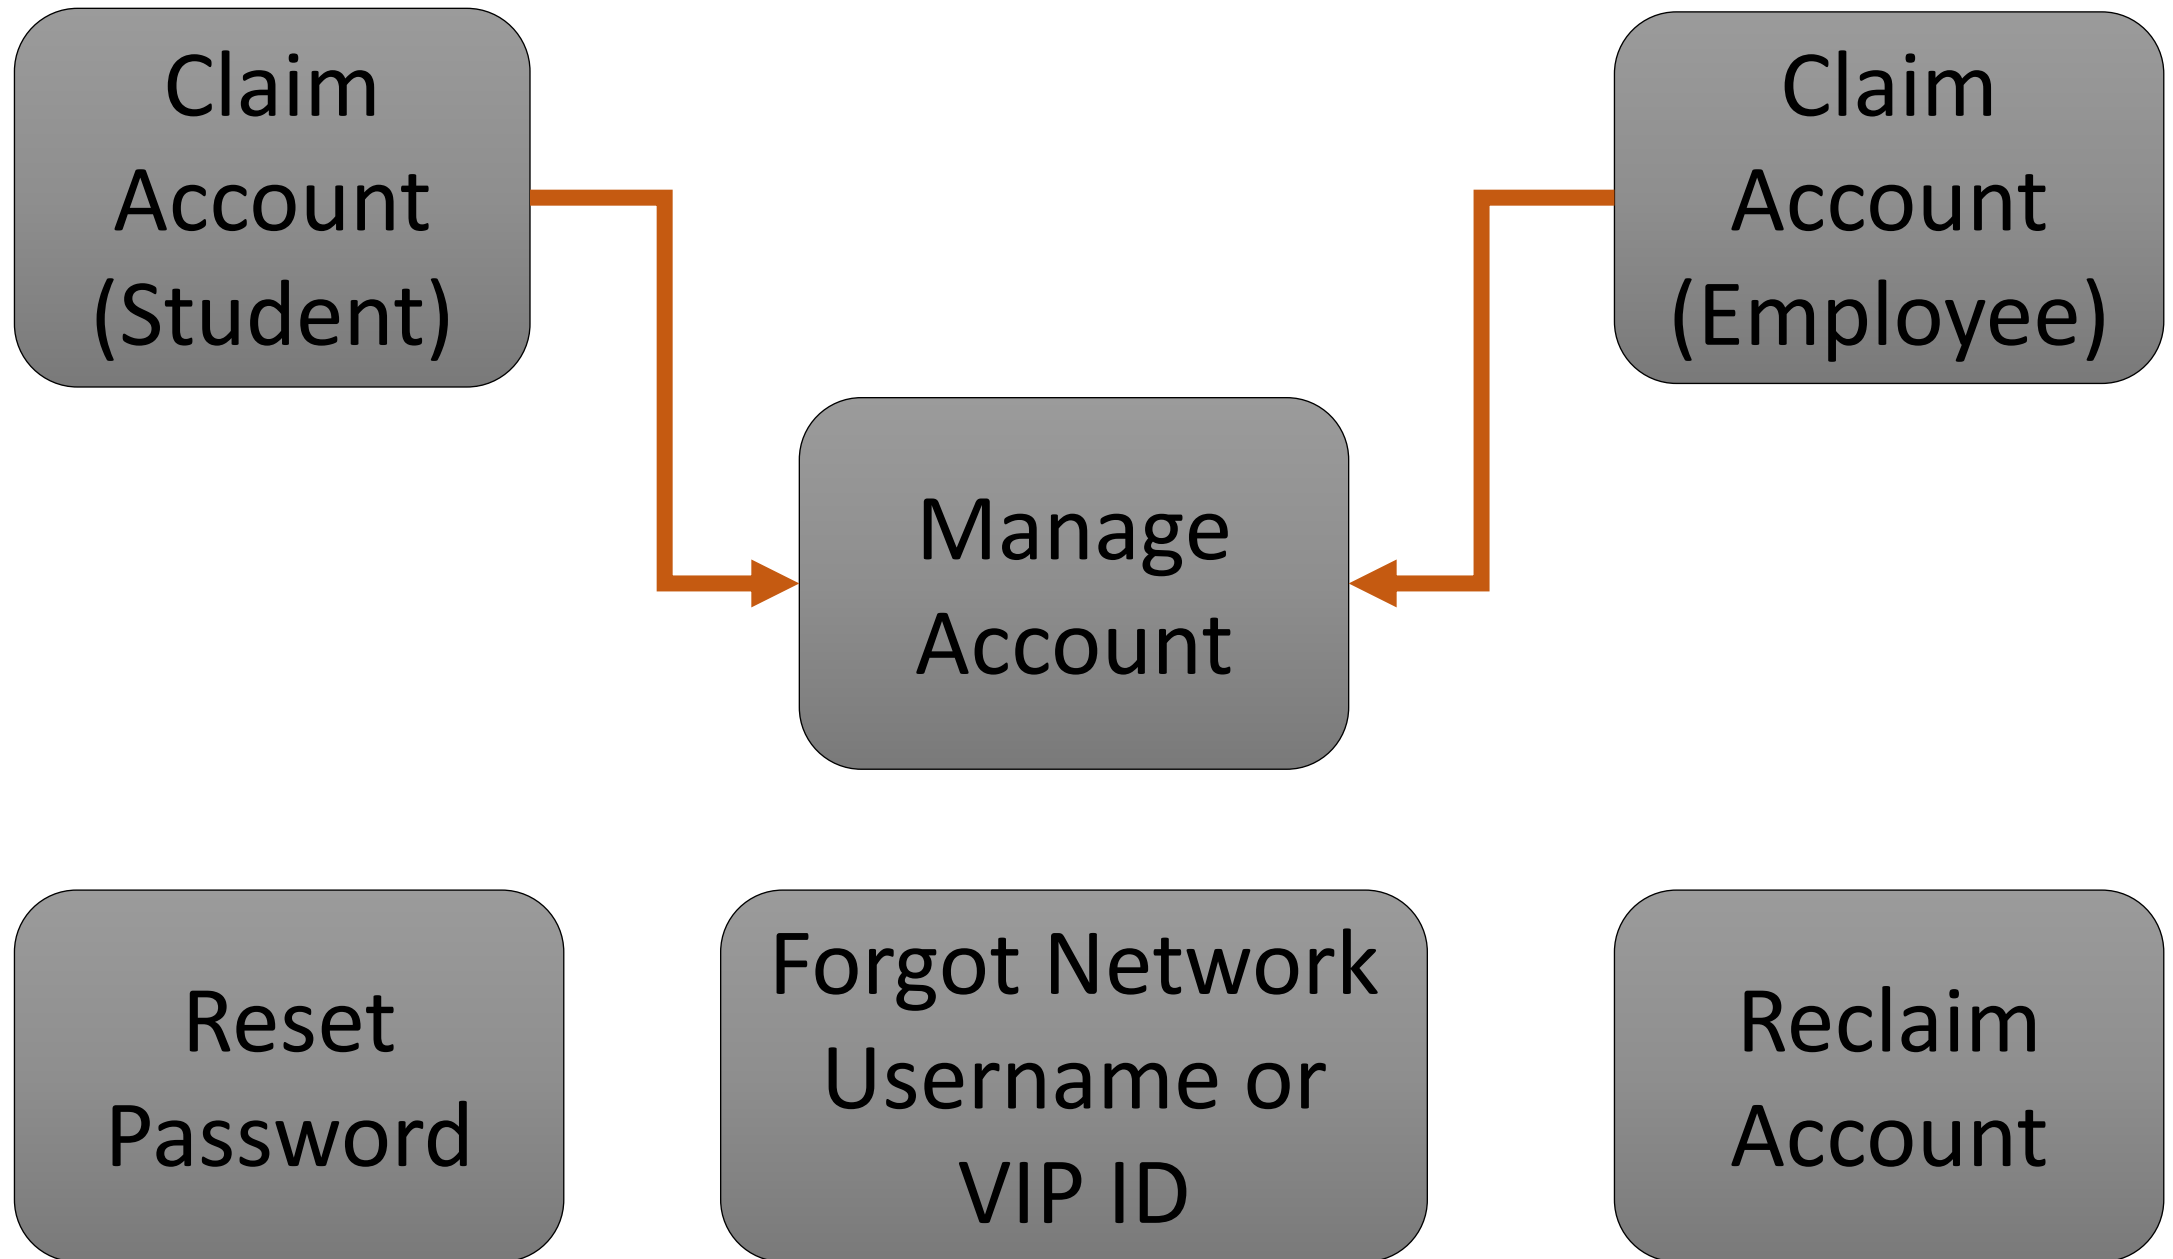 Claim
Account
(Student)
Claim
Account
(Employee)
Manage
Account
Reset
Password
Forgot Network
Username or
VIP ID
Reclaim
Account